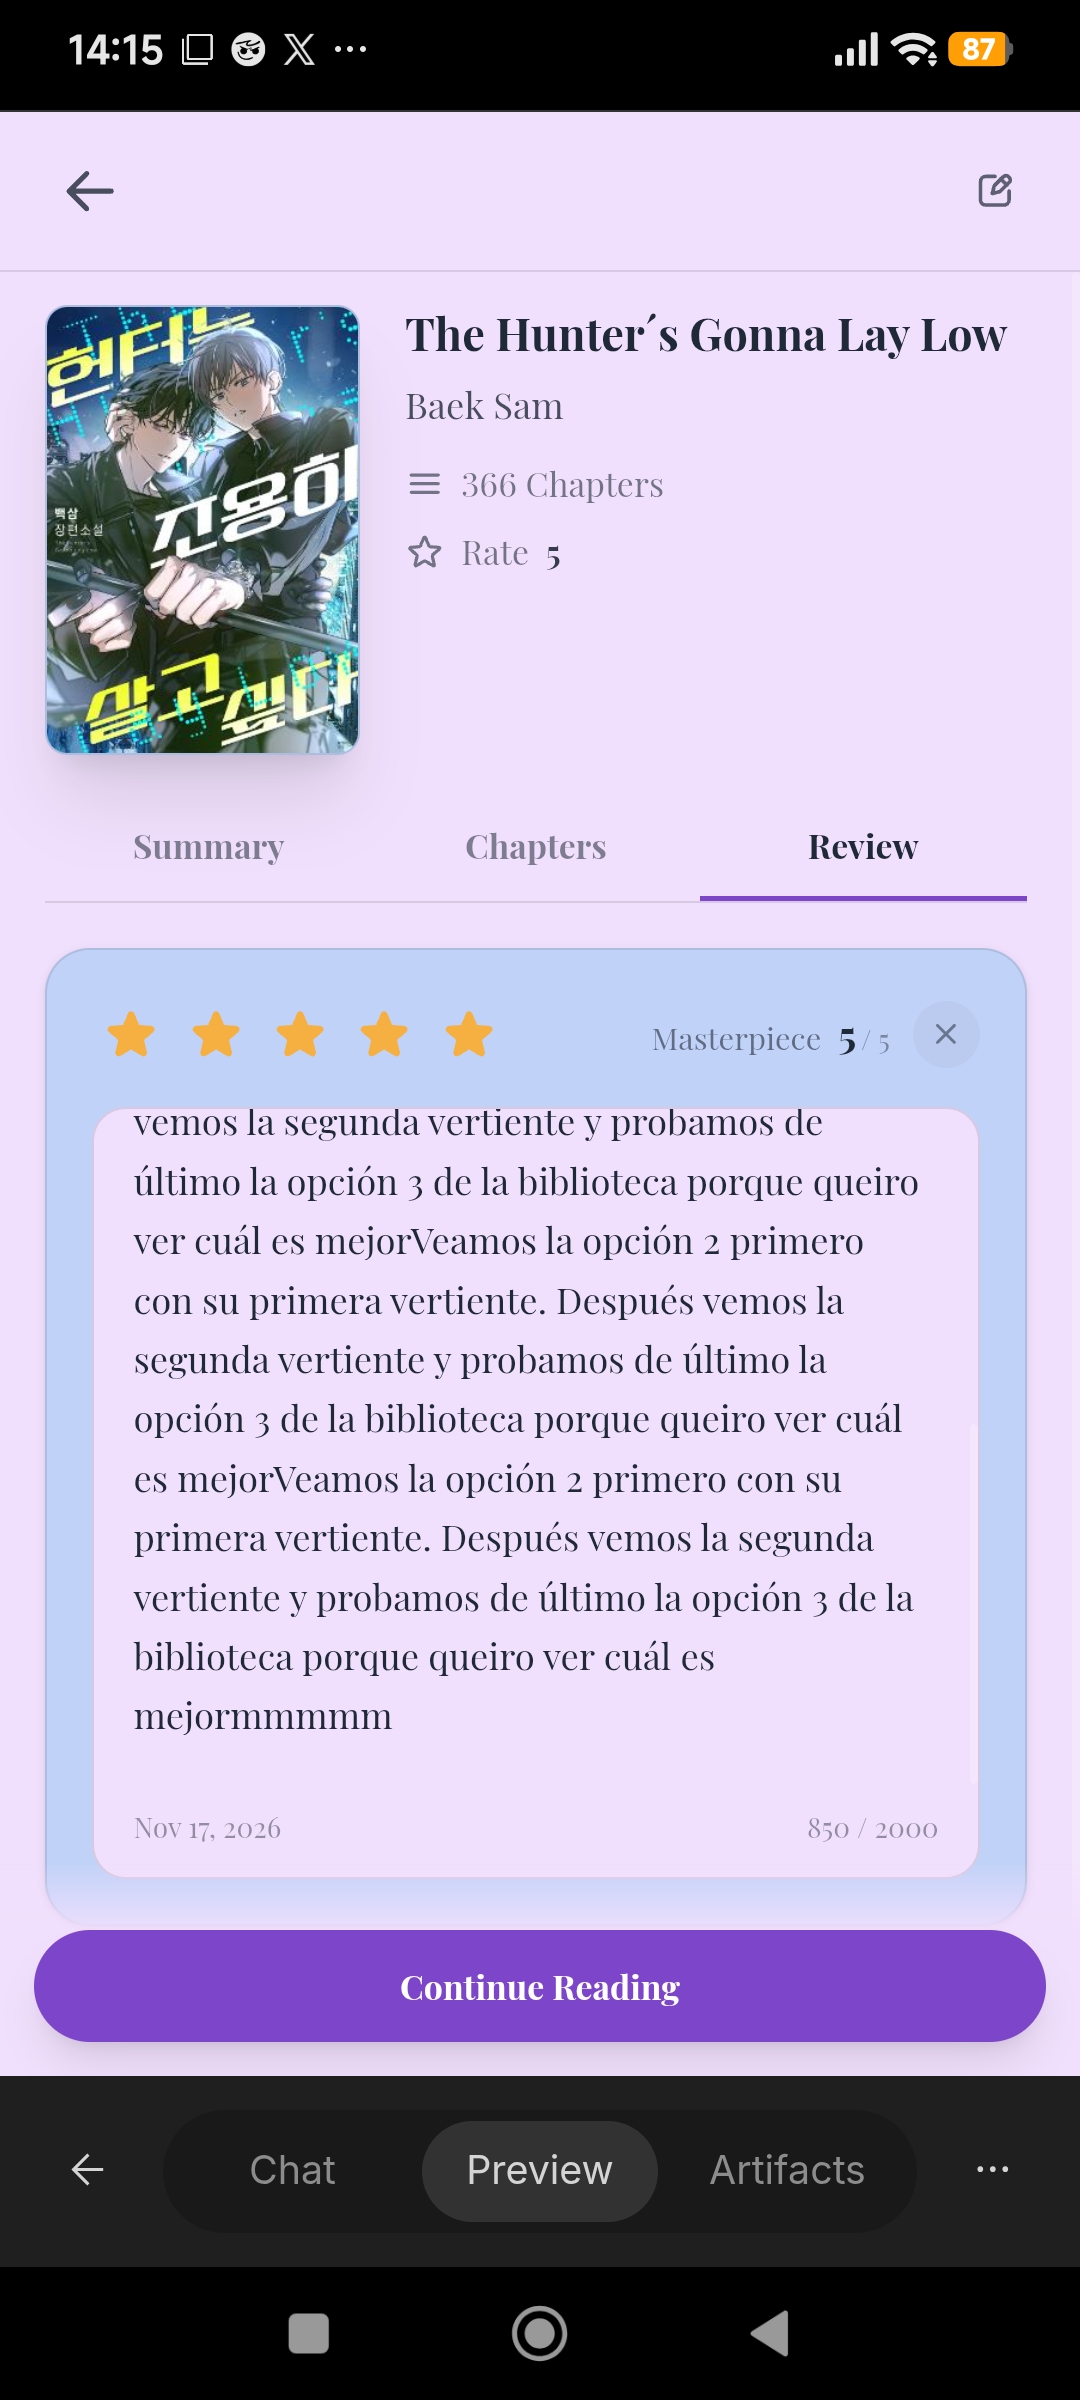 14:15
87
헌터는
백삼
장편소설
조용히
살고
싶다
The Hunter´s Gonna Lay Low
Baek Sam
366 Chapters
Rate 5
Summary
Chapters
Review
Masterpiece 5 / 5
vemos la segunda vertiente y probamos de
último la opción 3 de la biblioteca porque queiro
ver cuál es mejorVeamos la opción 2 primero
con su primera vertiente. Después vemos la
segunda vertiente y probamos de último la
opción 3 de la biblioteca porque queiro ver cuál
es mejorVeamos la opción 2 primero con su
primera vertiente. Después vemos la segunda
vertiente y probamos de último la opción 3 de la
biblioteca porque queiro ver cuál es
mejormmmmm
Nov 17, 2026
850 / 2000
Continue Reading
Chat
Preview
Artifacts